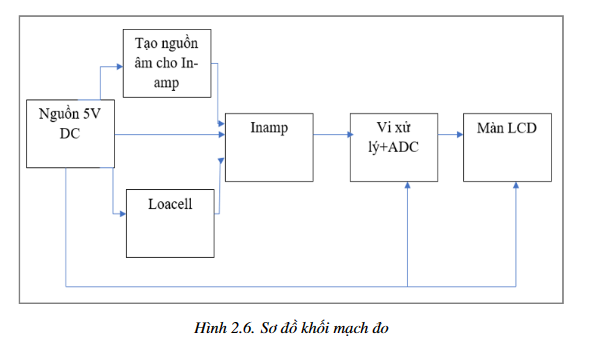 Tạo nguồn
âm cho In-
amp
Nguồn 5V
DC
Inamp
Vi xử
lý+ADC
Màn LCD
Loacell
Hình 2.6. Sơ đồ khối mạch đo